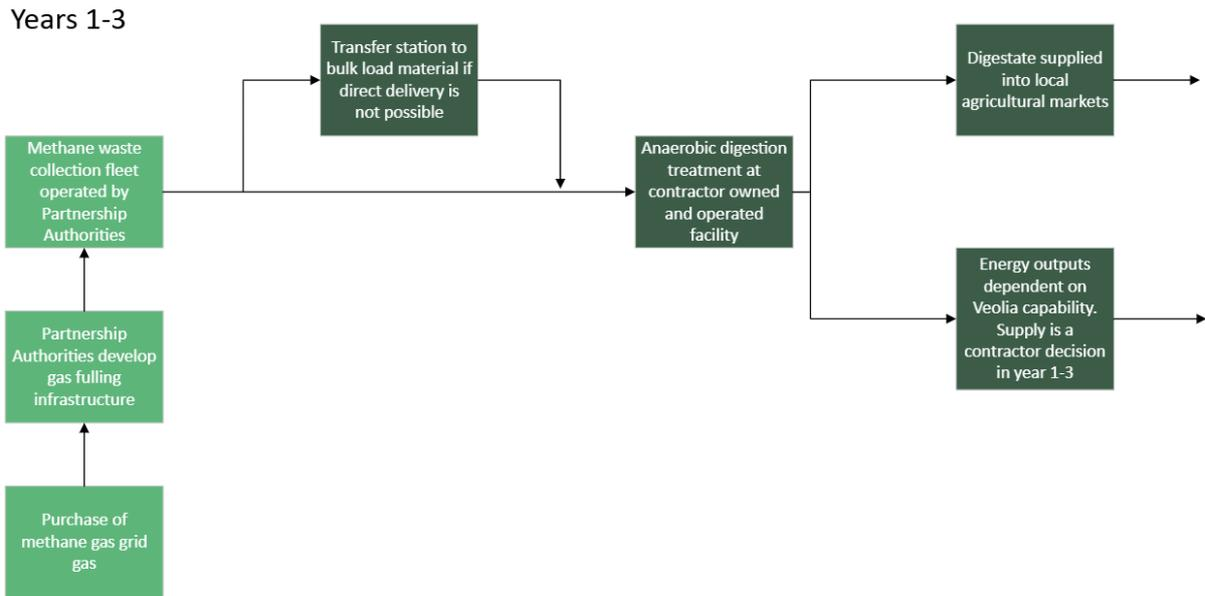 Years 1-3
Transfer station to
bulk load material if
direct delivery is
not possible
Digestate supplied
into local
agricultural markets
Methane waste
collection fleet
operated by
Partnership
Authorities
Anaerobic digestion
treatment at
contractor owned
and operated
facility
Energy outputs
dependent on
Veolia capability.
Supply is a
contractor decision
in year 1-3
Partnership
Authorities develop
gas fulling
infrastructure
Purchase of
methane gas grid
gas